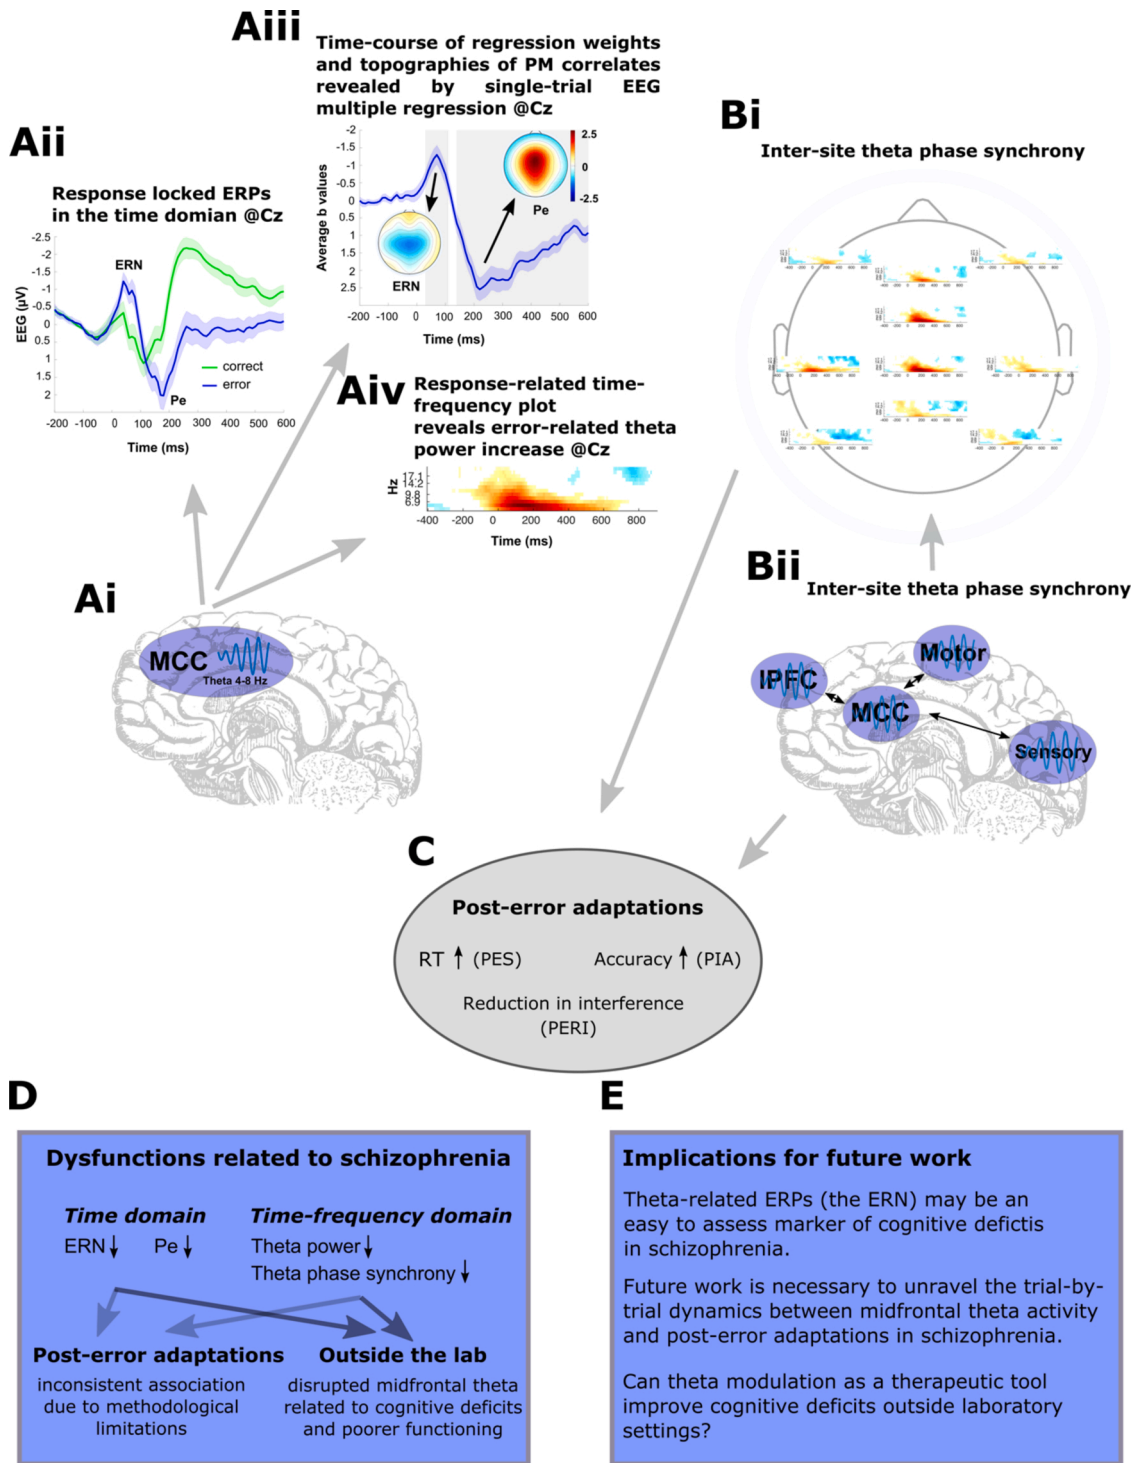 Aiii
Time-course of regression weights
and topographies of PM correlates
revealed by single-trial EEG
multiple regression @Cz
-2
-1
-0.5
0
0.5
1
2
2.5
Average b values
-200 -100 0 100 200 300 400 500 600
Time (ms)
ERN
Pe
2.5
0
-2.5
Aii
Response locked ERPs
in the time domian @Cz
-2.5
-2
-1
-1
-0.5
0
0.5
1
1.5
2
EEG (µV)
ERN
Pe
correct
error
-200 -100 0 100 200 300 400 500 600
Time (ms)
Aiv
Response-related time-
frequency plot
reveals error-related theta
power increase @Cz
Hz
17.1
14.2
9.8
6.9
-400 -200 0 200 400 600 800
Time (ms)
Ai
MCC
Theta 4-8 Hz
Bi
Inter-site theta phase synchrony
Bii
Inter-site theta phase synchrony
lPFC
Motor
MCC
Sensory
C
Post-error adaptations
RT (PES)
Accuracy (PIA)
Reduction in interference
(PERI)
D
Dysfunctions related to schizophrenia
Time domain
ERN Pe
Time-frequency domain
Theta power
Theta phase synchrony
Post-error adaptations
inconsistent association
due to methodological
limitations
Outside the lab
disrupted midfrontal theta
related to cognitive deficits
and poorer functioning
E
Implications for future work
Theta-related ERPs (the ERN) may be an
easy to assess marker of cognitive defictis
in schizophrenia.
Future work is necessary to unravel the trial-by-
trial dynamics between midfrontal theta activity
and post-error adaptations in schizophrenia.
Can theta modulation as a therapeutic tool
improve cognitive deficits outside laboratory
settings?